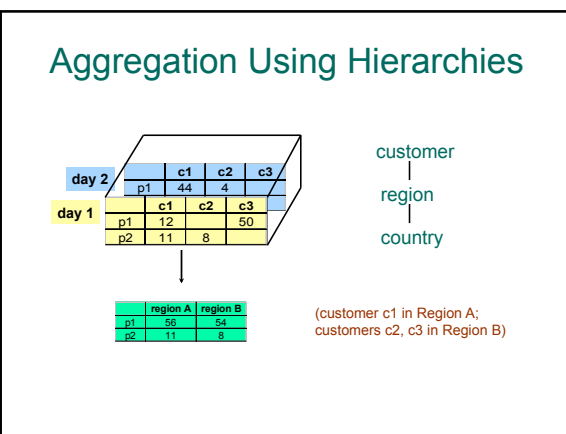 Aggregation Using Hierarchies
day 2
c1 c2 c3
p1 44 4
day 1
c1 c2 c3
p1 12 50
p2 11 8
customer
region
country
region A region B
p1 56 54
p2 11 8
(customer c1 in Region A;
customers c2, c3 in Region B)